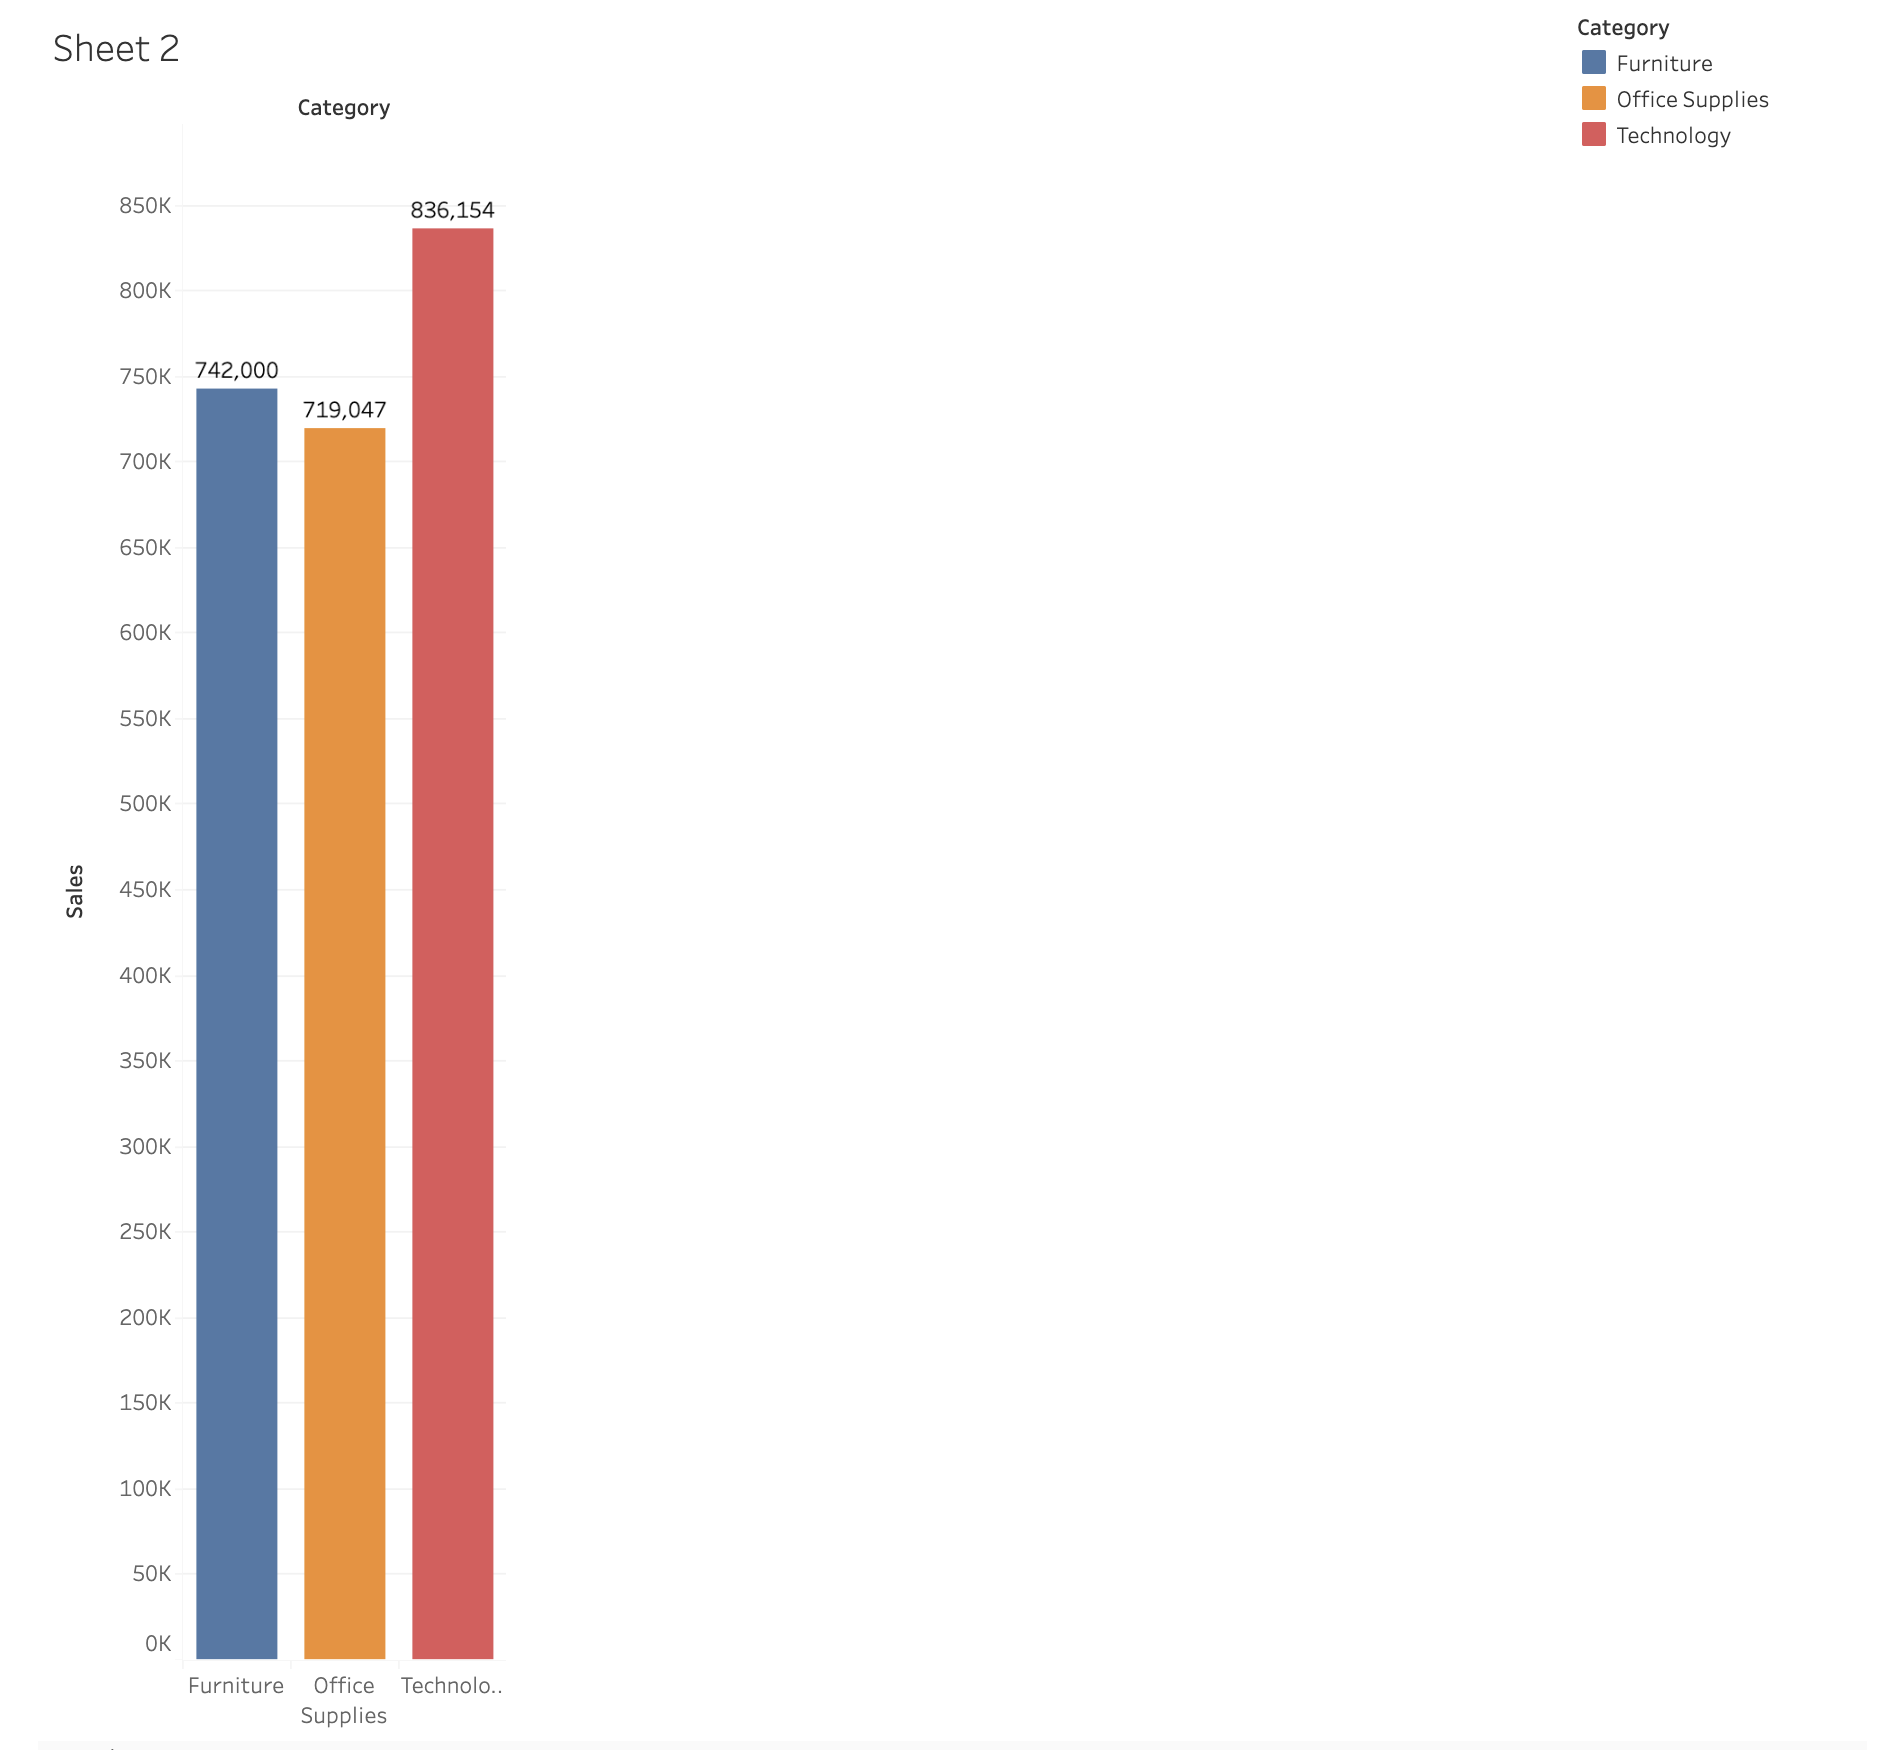 Sheet 2
Category
Furniture
Office Supplies
Technology
Category
850K
800K
750K
700K
650K
600K
550K
500K
450K
400K
350K
300K
250K
200K
150K
100K
50K
0K
Sales
742,000
719,047
836,154
Furniture
Office
Supplies
Technolo..